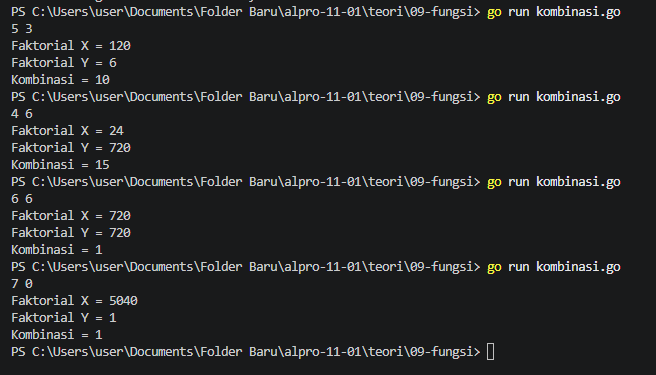 PS C:\Users\user\Documents\Folder Baru\alpro-11-01\teori\09-fungsi> go run kombinasi.go
5 3
Faktorial X = 120
Faktorial Y = 6
Kombinasi = 10
PS C:\Users\user\Documents\Folder Baru\alpro-11-01\teori\09-fungsi> go run kombinasi.go
4 6
Faktorial X = 24
Faktorial Y = 720
Kombinasi = 15
PS C:\Users\user\Documents\Folder Baru\alpro-11-01\teori\09-fungsi> go run kombinasi.go
6 6
Faktorial X = 720
Faktorial Y = 720
Kombinasi = 1
PS C:\Users\user\Documents\Folder Baru\alpro-11-01\teori\09-fungsi> go run kombinasi.go
7 0
Faktorial X = 5040
Faktorial Y = 1
Kombinasi = 1
PS C:\Users\user\Documents\Folder Baru\alpro-11-01\teori\09-fungsi>